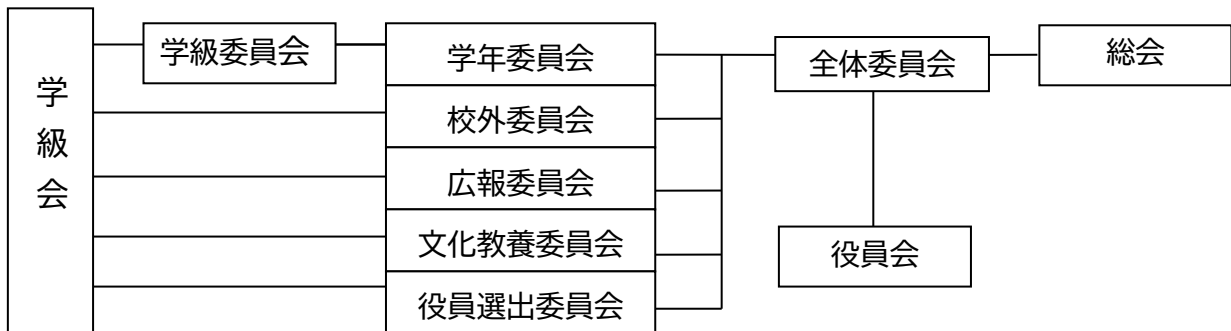 学級会
学級委員会
学年委員会
校外委員会
広報委員会
文化教養委員会
役員選出委員会
全体委員会
役員会
総会